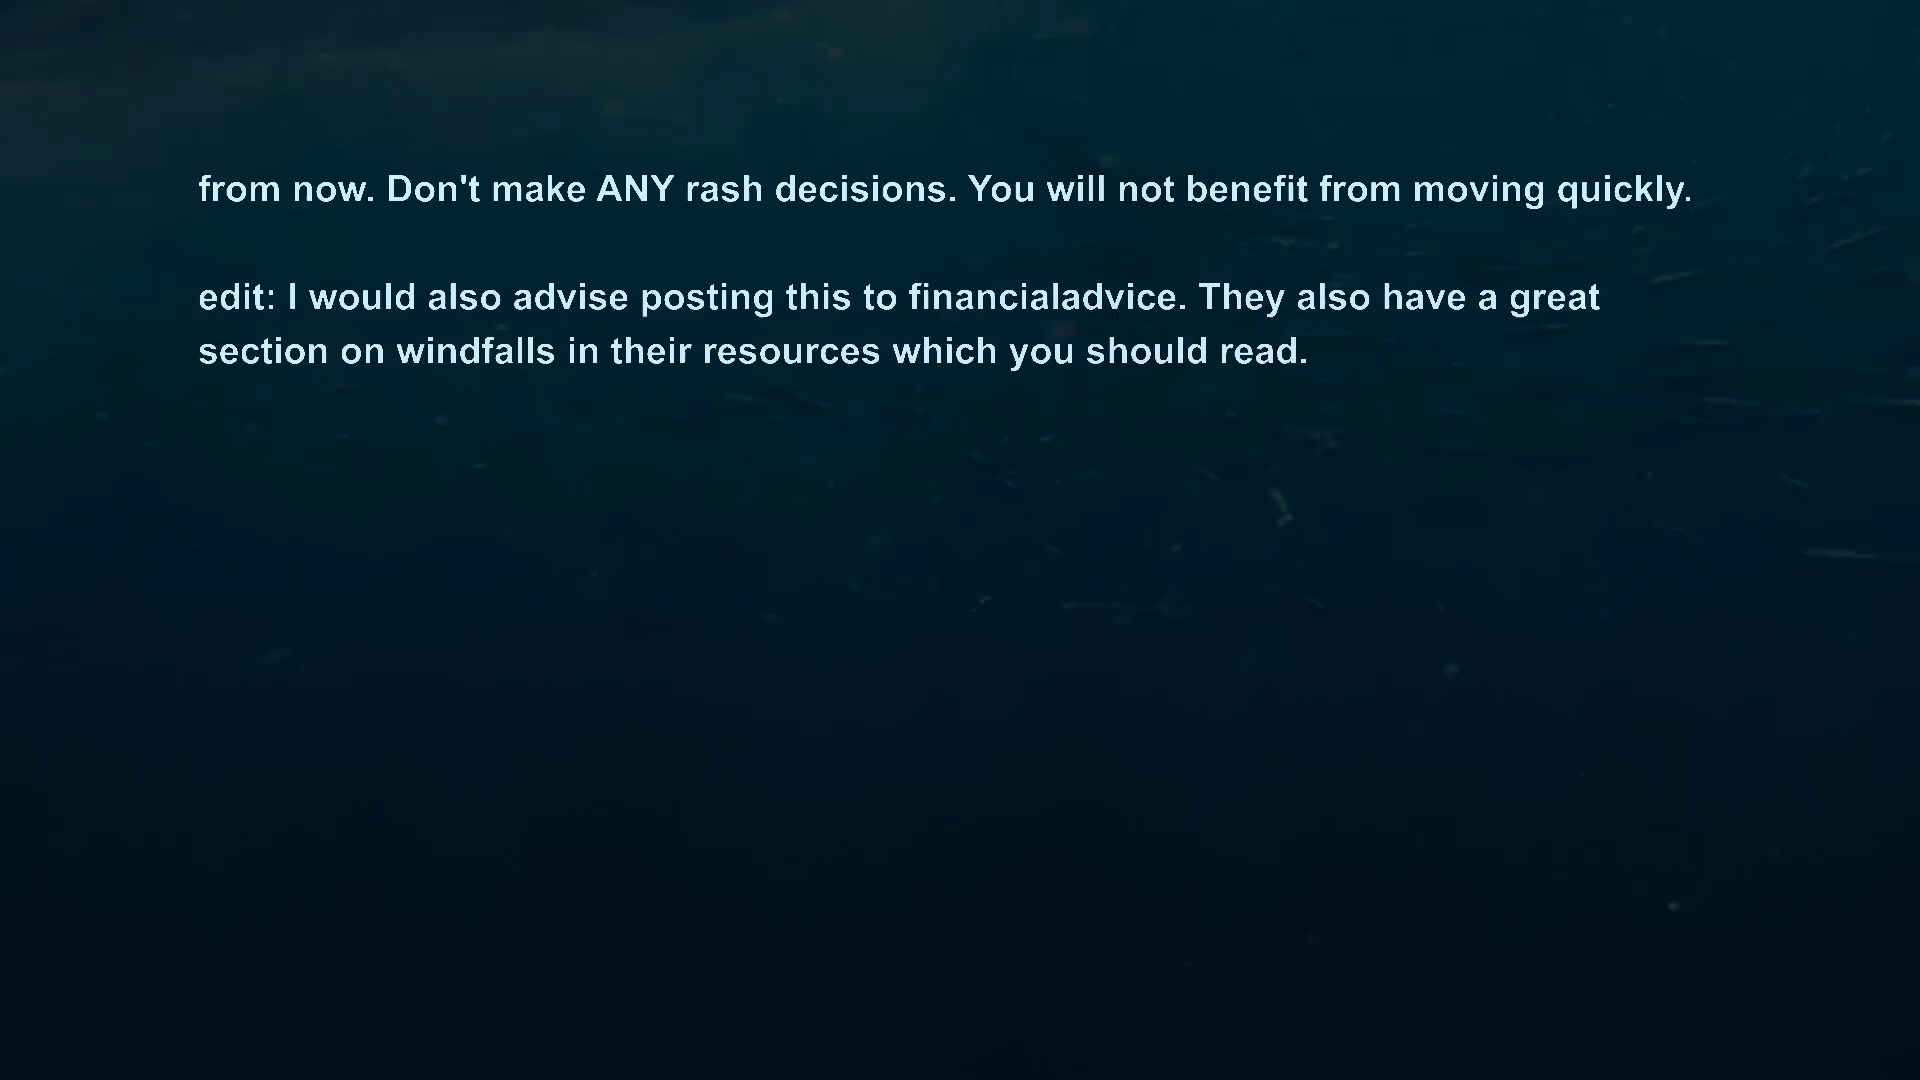 from now. Don't make ANY rash decisions. You will not benefit from moving quickly.
edit: I would also advise posting this to financialadvice. They also have a great
section on windfalls in their resources which you should read.